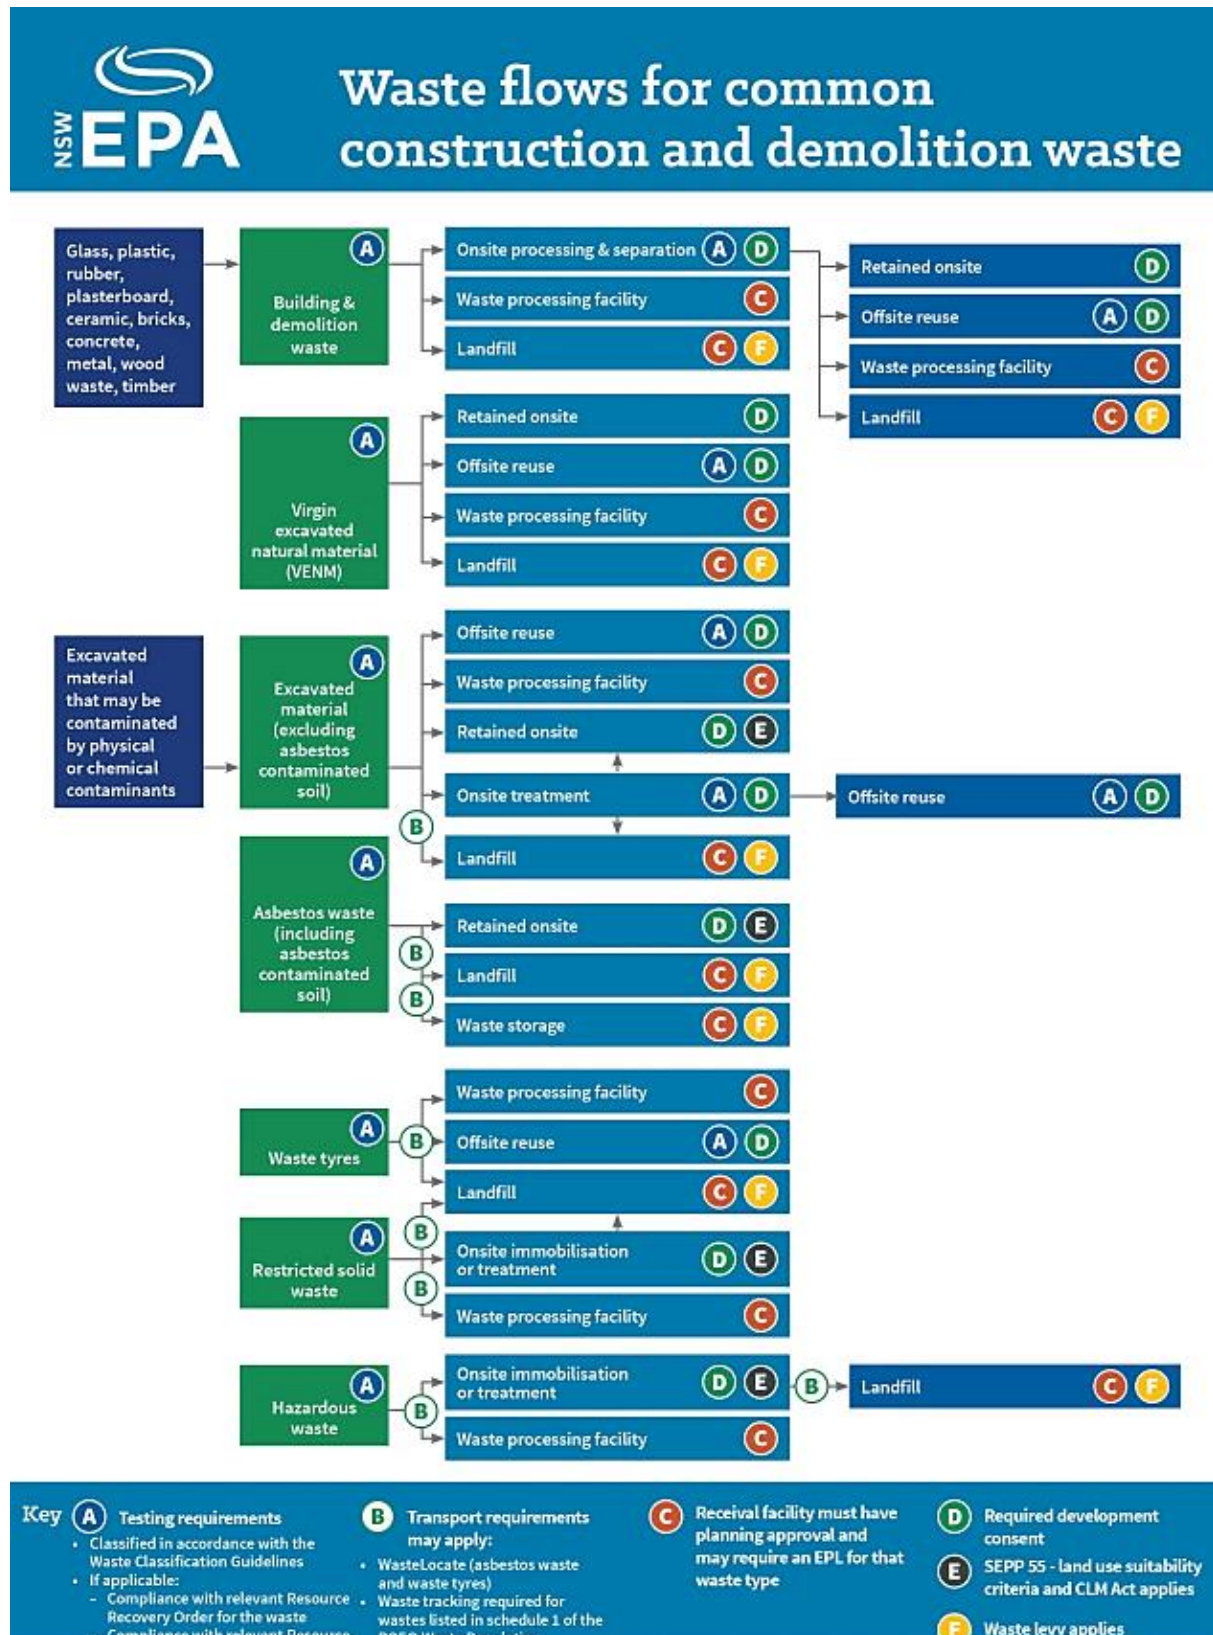 NSW
EPA
Waste flows for common
construction and demolition waste
Glass, plastic,
rubber,
plasterboard,
ceramic, bricks,
concrete,
metal, wood
waste, timber
A
Building &
demolition
waste
Onsite processing & separation A D
Waste processing facility C
Landfill C F
Retained onsite D
Offsite reuse A D
Waste processing facility C
Landfill C F
A
Virgin
excavated
natural material
(VENM)
Retained onsite D
Offsite reuse A D
Waste processing facility C
Landfill C F
Excavated
material
that may be
contaminated
by physical
or chemical
contaminants
A
Excavated
material
(excluding
asbestos
contaminated
soil)
Offsite reuse A D
Waste processing facility C
Retained onsite D E
Onsite treatment A D
Offsite reuse A D
B
Landfill C F
A
Asbestos waste
(including
asbestos
contaminated
soil)
Retained onsite D E
B
Landfill C F
B
Waste storage C F
A
Waste tyres
B
Waste processing facility C
Offsite reuse A D
Landfill C F
A
Restricted solid
waste
B
Onsite immobilisation
or treatment D E
B
Waste processing facility C
A
Hazardous
waste
B
Onsite immobilisation
or treatment D E
B
Landfill C F
Waste processing facility C
Key A Testing requirements
• Classified in accordance with the
Waste Classification Guidelines
• If applicable:
– Compliance with relevant Resource
Recovery Order for the waste
– Compliance with relevant Resource
B Transport requirements
may apply:
• WasteLocate (asbestos waste
and waste tyres)
• Waste tracking required for
wastes listed in schedule 1 of the
C Receival facility must have
planning approval and
may require an EPL for that
waste type
D Required development
consent
E SEPP 55 - land use suitability
criteria and CLM Act applies
F Waste levy applies